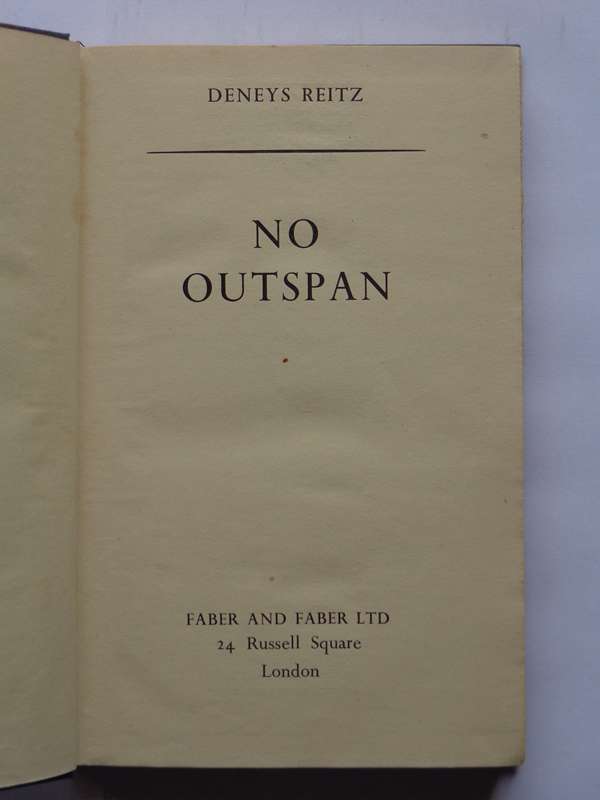 DENEYS REITZ
NO
OUTSPAN
FABER AND FABER LTD
24 Russell Square
London